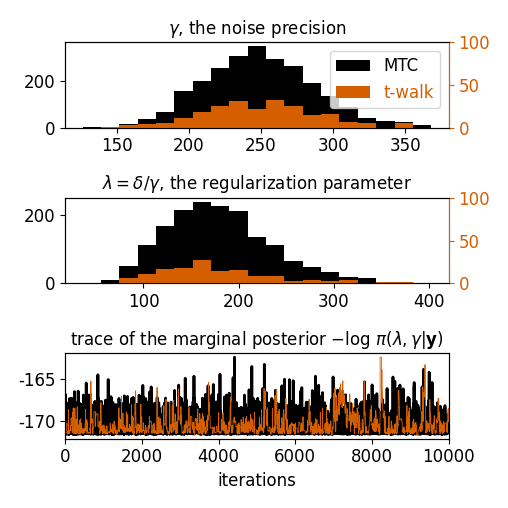 γ, the noise precision
MTC
t-walk
200
0
100
50
0
150 200 250 300 350
λ = δ/γ, the regularization parameter
200
0
100
50
0
100 200 300 400
trace of the marginal posterior −log π(λ, γ|y)
-165
-170
0 2000 4000 6000 8000 10000
iterations